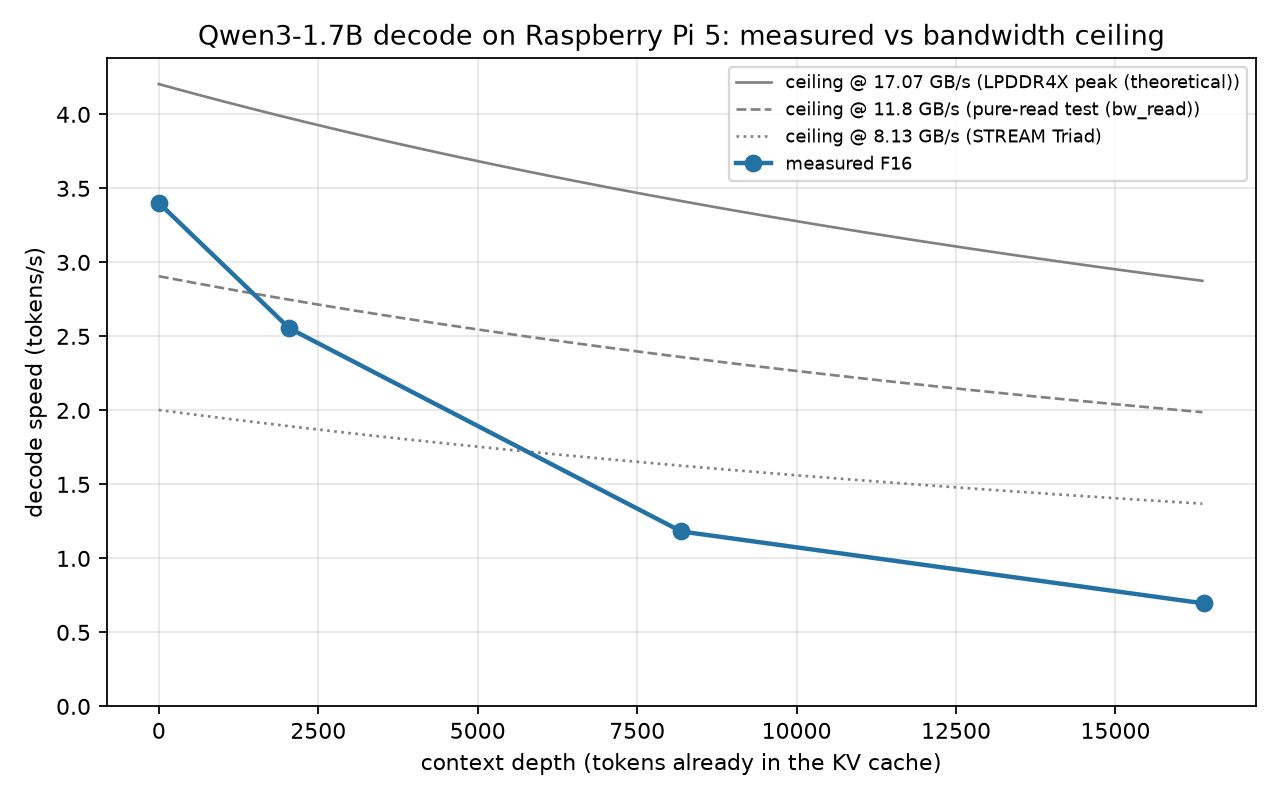 Qwen3-1.7B decode on Raspberry Pi 5: measured vs bandwidth ceiling
ceiling @ 17.07 GB/s (LPDDR4X peak (theoretical))
ceiling @ 11.8 GB/s (pure-read test (bw_read))
ceiling @ 8.13 GB/s (STREAM Triad)
measured F16
decode speed (tokens/s)
4.0
3.5
3.0
2.5
2.0
1.5
1.0
0.5
0.0
0 2500 5000 7500 10000 12500 15000
context depth (tokens already in the KV cache)